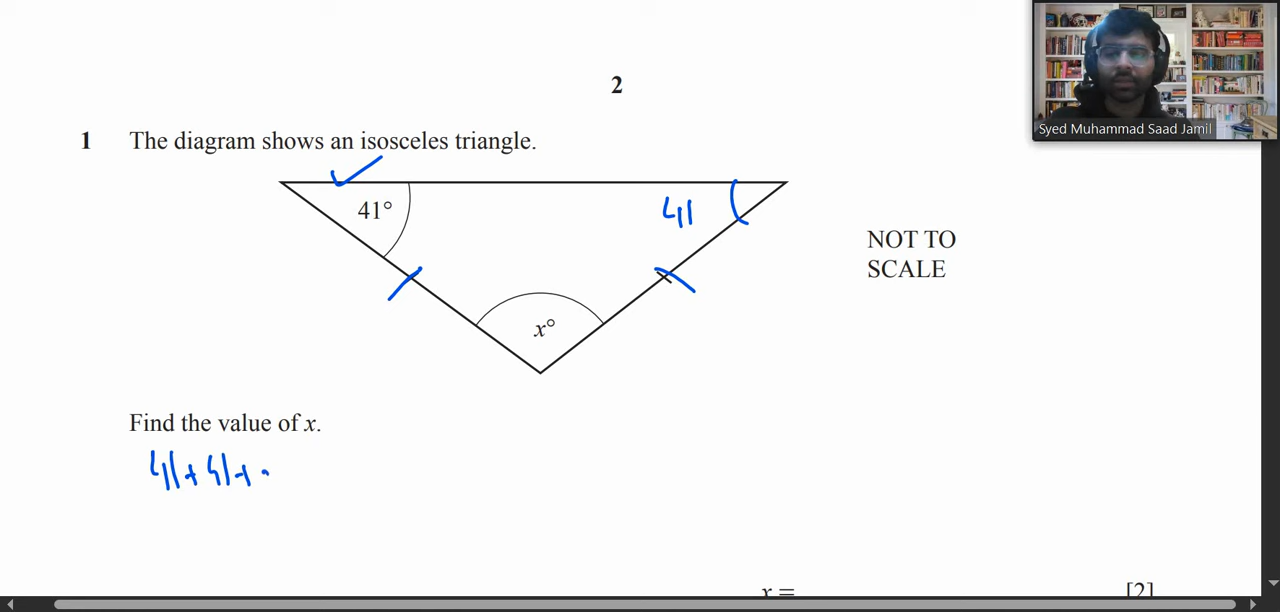 Syed Muhammad Saad Jamil
2
1 The diagram shows an isosceles triangle.
41°
41
NOT TO
SCALE
x°
Find the value of x.
41+41+
x = [2]